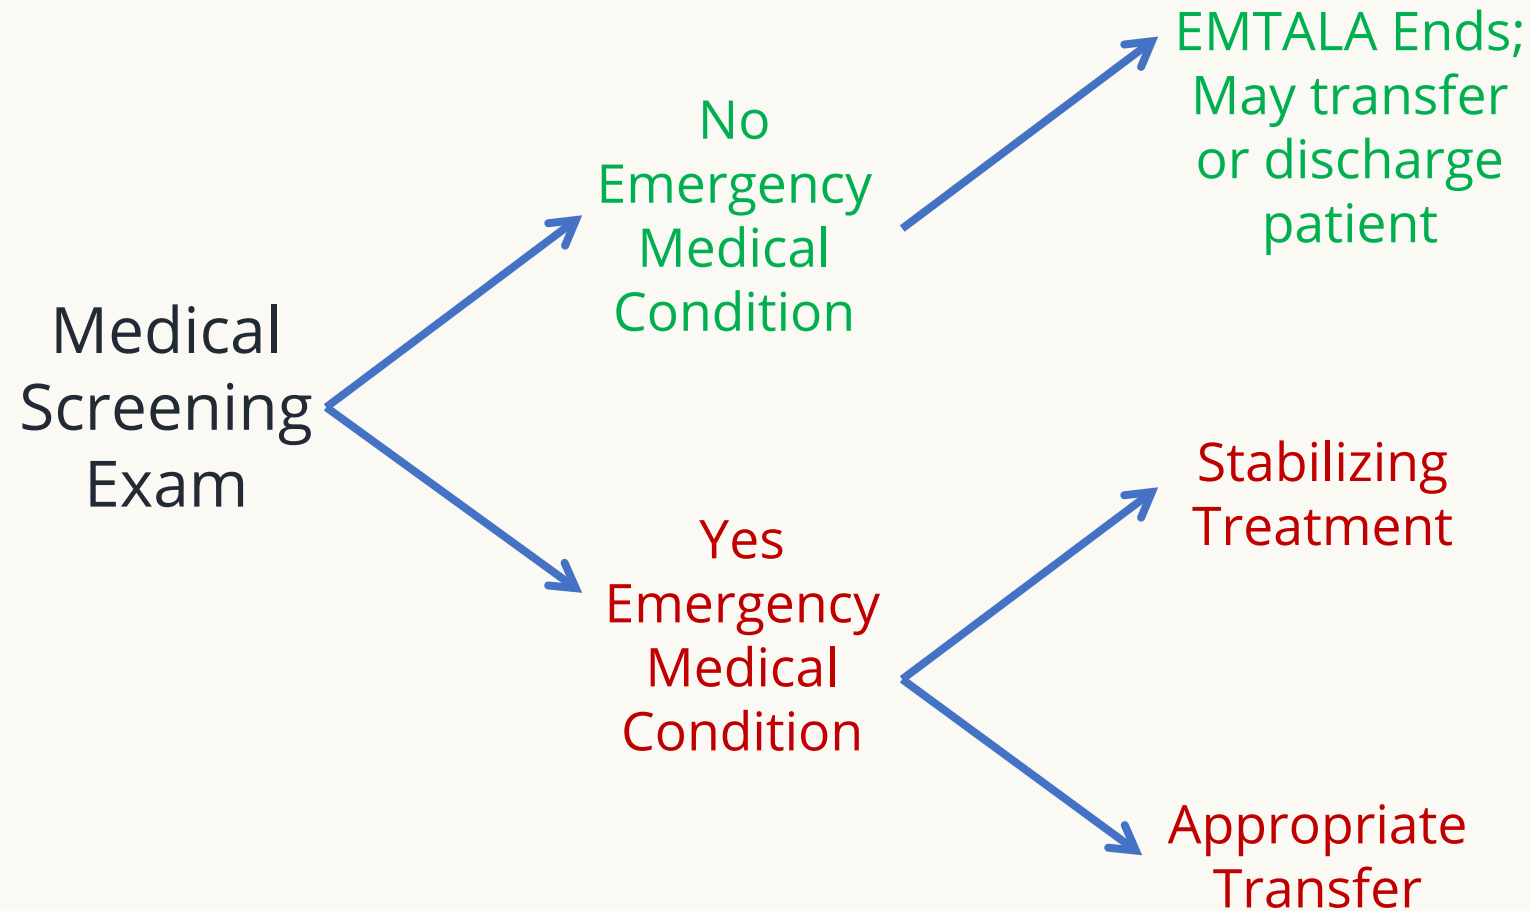 Medical
Screening
Exam
No
Emergency
Medical
Condition
EMTALA Ends;
May transfer
or discharge
patient
Yes
Emergency
Medical
Condition
Stabilizing
Treatment
Appropriate
Transfer